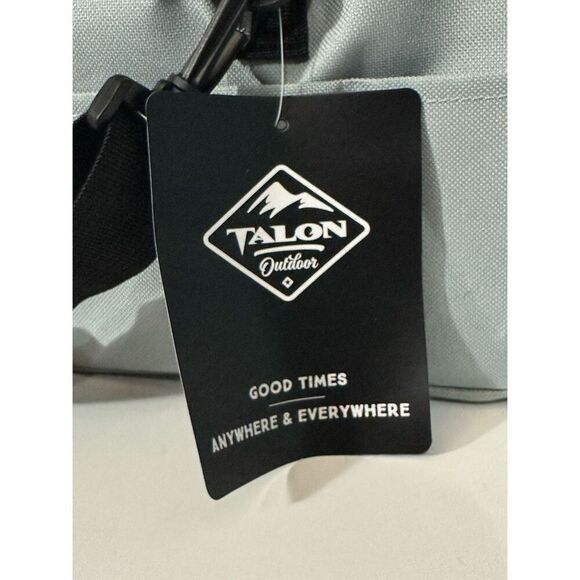 TALON
Outdoor
GOOD TIMES
ANYWHERE & EVERYWHERE